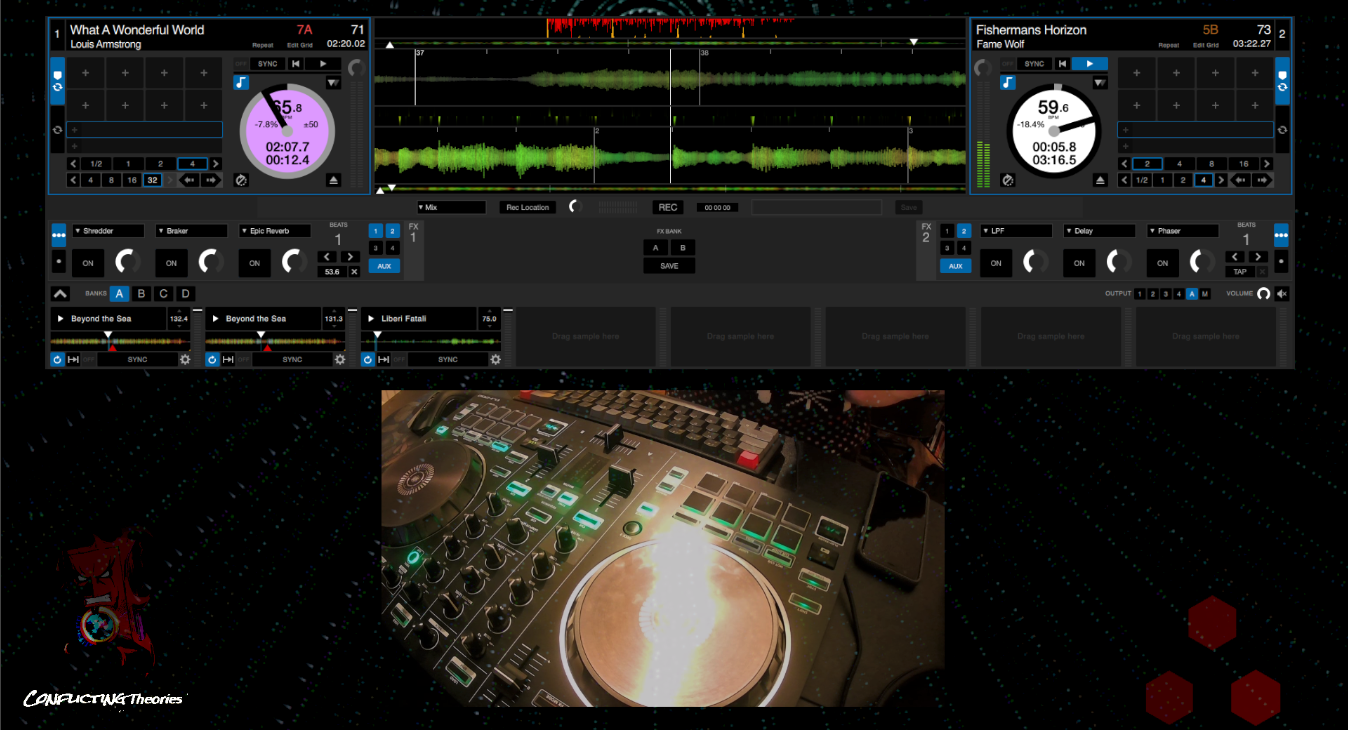 1 What A Wonderful World 7A 71
Louis Armstrong Repeat Edit Grid 02:20.02
OFF SYNC
65.8
BPM
-7.8% ±50
02:07.7
00:12.4
1/2 1 2 4
4 8 16 32
37 38
2 3
Fishermans Horizon 5B 73 2
Fame Wolf Repeat Edit Grid 03:22.27
OFF SYNC
59.6
BPM
-18.4%
00:05.8
03:16.5
2 4 8 16
1/2 1 2 4
Mix Rec Location REC 00 00 00 Save
Shredder Braker Epic Reverb BEATS 1 2 FX
1 3 4 1
ON ON ON 53.6 X AUX
FX BANK
A B
SAVE
FX 1 2 LPF Delay Phaser BEATS
2 3 4 1
AUX ON ON ON TAP X
BANKS A B C D OUTPUT 1 2 3 4 A M VOLUME
Beyond the Sea 132.4 Beyond the Sea 131.3 Liberi Fatali 75.0
Drag sample here Drag sample here Drag sample here Drag sample here Drag sample here
OFF SYNC OFF SYNC OFF SYNC
CONFLICTING Theories